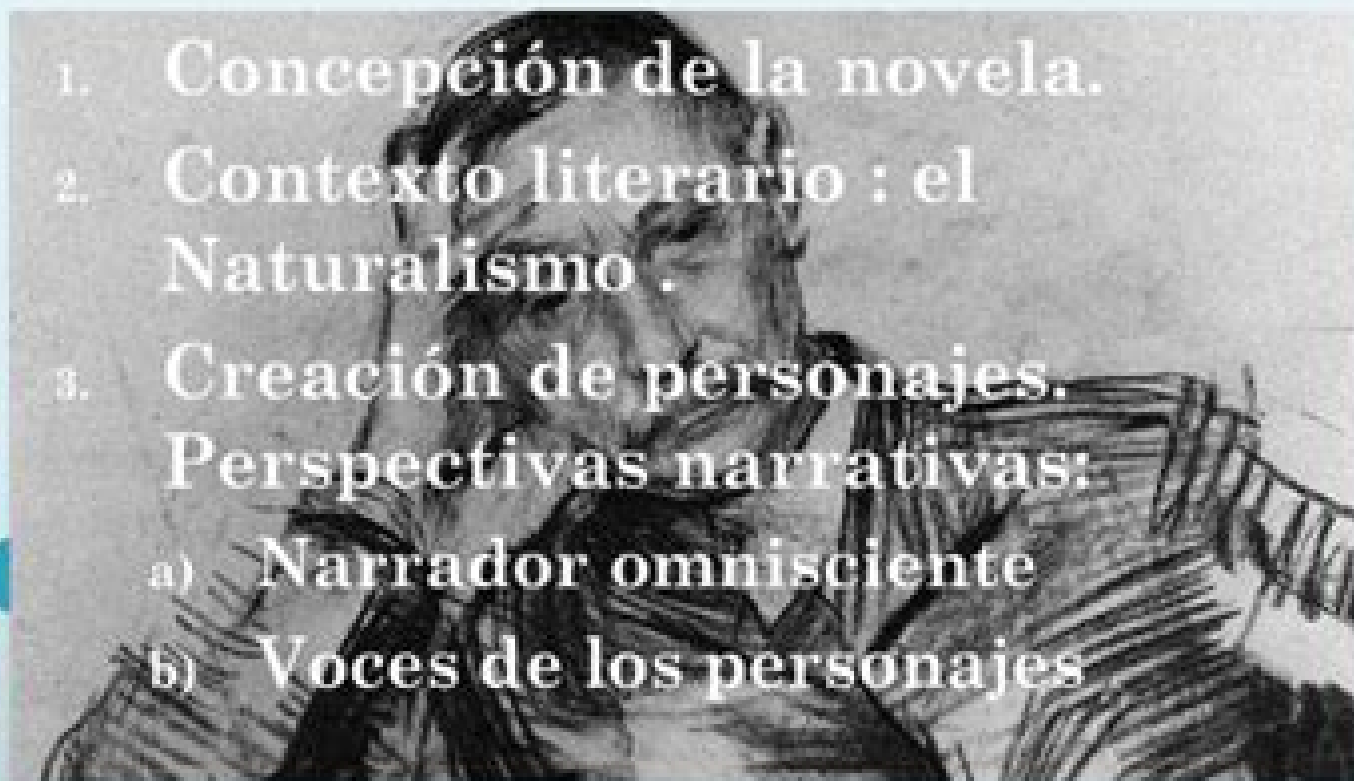 1. Concepción de la novela.
2. Contexto literario : el
Naturalismo .
3. Creación de personajes.
Perspectivas narrativas:
a) Narrador omnisciente
b) Voces de los personajes